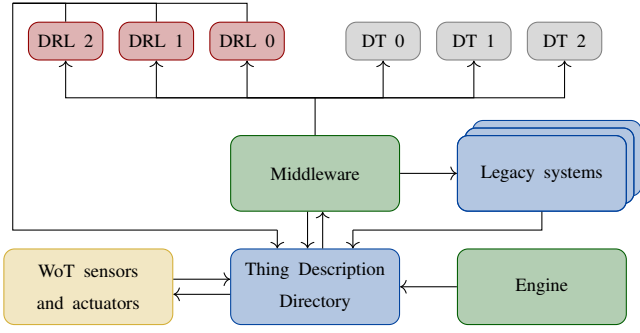 DRL 2
DRL 1
DRL 0
DT 0
DT 1
DT 2
Middleware
Legacy systems
WoT sensors
and actuators
Thing Description
Directory
Engine